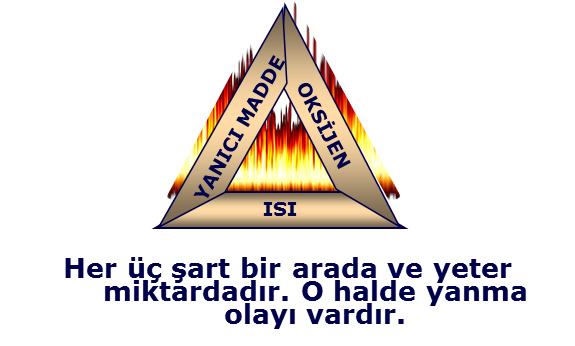 YANICI MADDE
OKSİJEN
ISI
Her üç şart bir arada ve yeter
miktardadır. O halde yanma
olayı vardır.